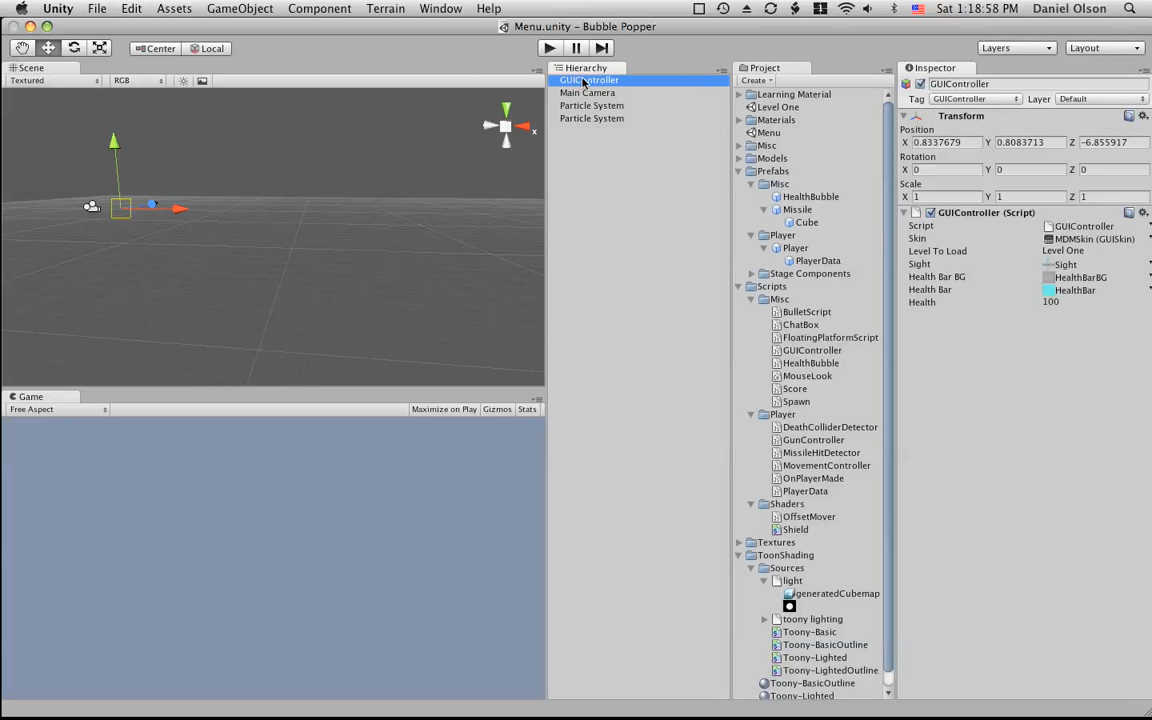 Unity File Edit Assets GameObject Component Terrain Window Help Sat 1:18:58 PM Daniel Olson
Menu.unity - Bubble Popper
Center Local Layers Layout
Scene
Textured RGB
x
Game
Free Aspect Maximize on Play Gizmos Stats
Hierarchy
GUIController
Main Camera
Particle System
Particle System
Project
Create
Learning Material
Level One
Materials
Menu
Misc
Models
Prefabs
Misc
HealthBubble
Missile
Cube
Player
Player
PlayerData
Stage Components
Scripts
Misc
BulletScript
ChatBox
FloatingPlatformScript
GUIController
HealthBubble
MouseLook
Score
Spawn
Player
DeathColliderDetector
GunController
MissileHitDetector
MovementController
OnPlayerMade
PlayerData
Shaders
OffsetMover
Shield
Textures
ToonShading
Sources
light
generatedCubemap
toony lighting
Toony-Basic
Toony-BasicOutline
Toony-Lighted
Toony-LightedOutline
Toony-BasicOutline
Toony-Lighted
Inspector
GUIController
Tag GUIController Layer Default
Transform
Position
X 0.8337679 Y 0.8083713 Z -6.855917
Rotation
X 0 Y 0 Z 0
Scale
X 1 Y 1 Z 1
GUIController (Script)
Script GUIController
Skin MDMSkin (GUISkin)
Level To Load Level One
Sight Sight
Health Bar BG HealthBarBG
Health Bar HealthBar
Health 100